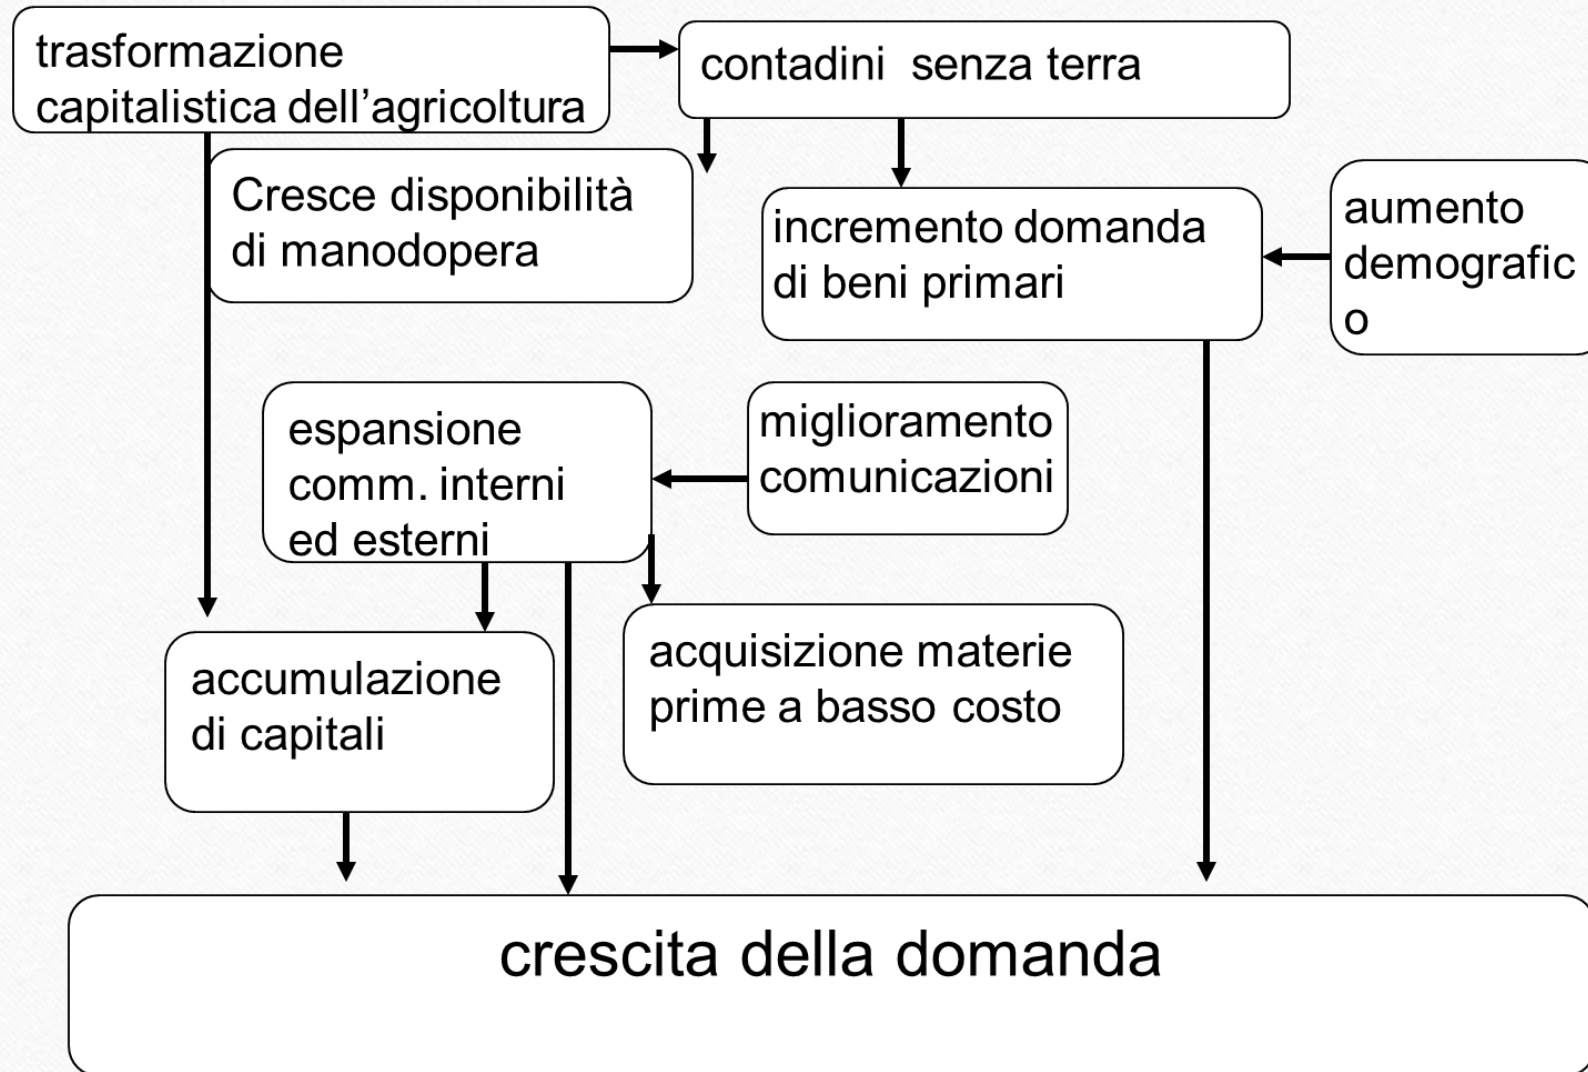 trasformazione
capitalistica dell’agricoltura
contadini senza terra
Cresce disponibilità
di manodopera
incremento domanda
di beni primari
aumento
demografic
o
espansione
comm. interni
ed esterni
miglioramento
comunicazioni
accumulazione
di capitali
acquisizione materie
prime a basso costo
crescita della domanda